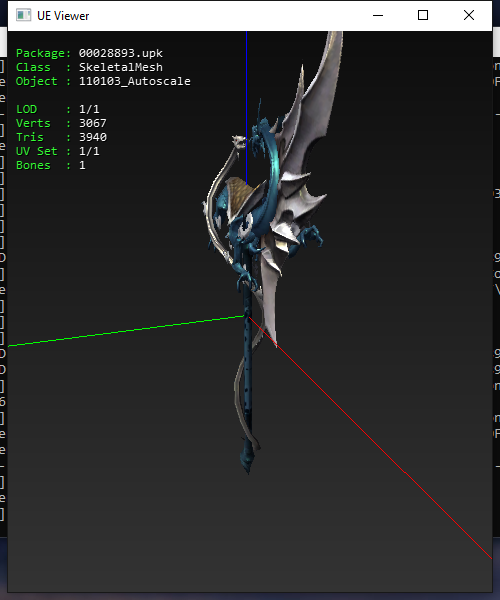 UE Viewer
Package: 00028893.upk
Class : SkeletalMesh
Object : 110103_Autoscale
LOD : 1/1
Verts : 3067
Tris : 3940
UV Set : 1/1
Bones : 1